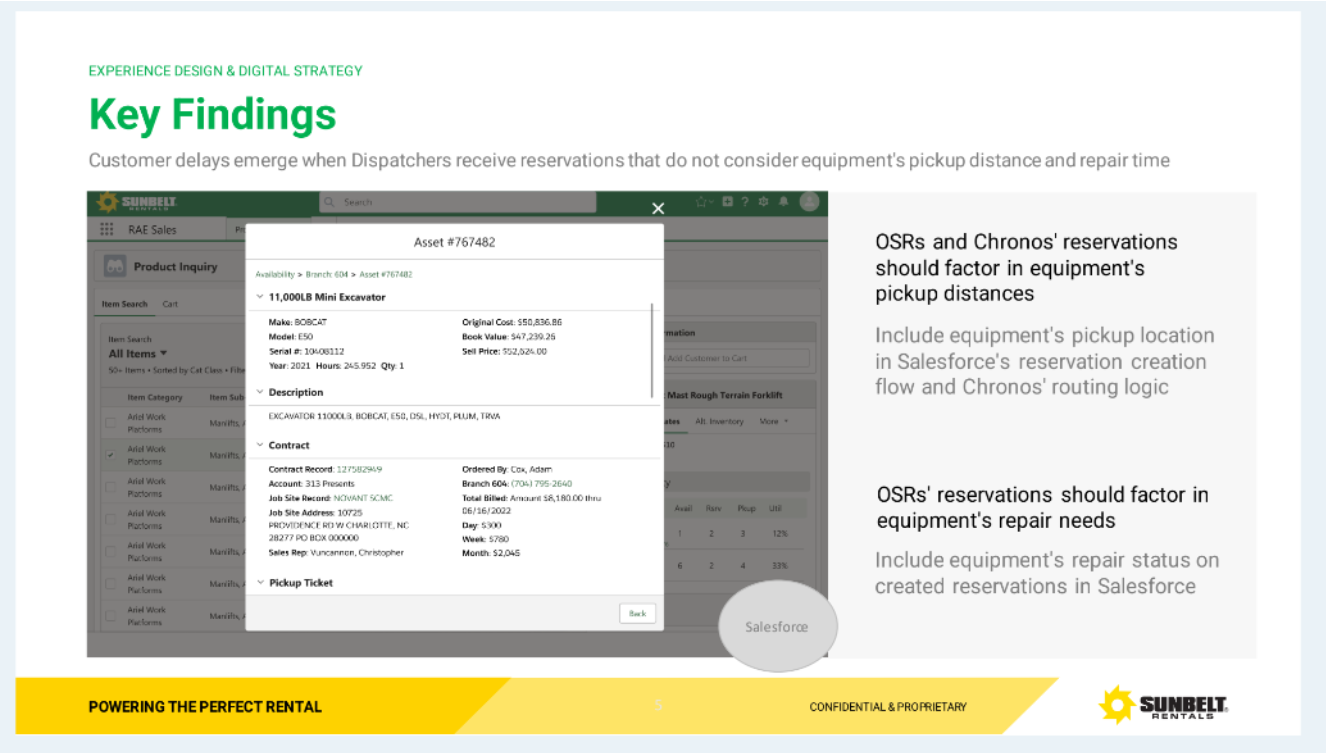 EXPERIENCE DESIGN & DIGITAL STRATEGY
Key Findings
Customer delays emerge when Dispatchers receive reservations that do not consider equipment's pickup distance and repair time
SUNBELT
RENTALS
Search
RAE Sales
Product Inquiry
Item Search Cart
Item Search
All Items
50+ Items • Sorted by Cat Class • Filte
Item Category Item Sub
Ariel Work
Platforms
Manlifts, A
Ariel Work
Platforms
Manlifts, A
Ariel Work
Platforms
Manlifts, A
Ariel Work
Platforms
Manlifts, A
Ariel Work
Platforms
Manlifts, A
Ariel Work
Platforms
Manlifts, A
Ariel Work
Platforms
Manlifts, A
Asset #767482
Availability > Branch: 604 > Asset #767482
11,000LB Mini Excavator
Make: BOBCAT
Model: E50
Serial #: 10408112
Year: 2021 Hours: 245.952 Qty: 1
Original Cost: $50,836.86
Book Value: $47,239.26
Sell Price: $52,624.00
Description
EXCAVATOR 11000LB, BOBCAT, E50, DSL, HYDT, PLUM, TRVA
Contract
Contract Record: 127582949
Account: 313 Presents
Job Site Record: NOVANT SCMC
Job Site Address: 10725
PROVIDENCE RD W CHARLOTTE, NC
28277 PO BOX 000000
Sales Rep: Vuncannon, Christopher
Ordered By: Cox, Adam
Branch 604: (704) 795-2640
Total Billed: Amount $8,180.00 thru
06/16/2022
Day: $300
Week: $780
Month: $2,045
Pickup Ticket
Back
rmation
Add Customer to Cart
Mast Rough Terrain Forklift
ates Alt. Inventory More
Avail Rsrv Pkup Util
1 2 3 12%
6 2 4 33%
Salesforce
OSRs and Chronos' reservations
should factor in equipment's
pickup distances
Include equipment's pickup location
in Salesforce's reservation creation
flow and Chronos' routing logic
OSRs' reservations should factor in
equipment's repair needs
Include equipment's repair status on
created reservations in Salesforce
POWERING THE PERFECT RENTAL
5
CONFIDENTIAL & PROPRIETARY
SUNBELT
RENTALS